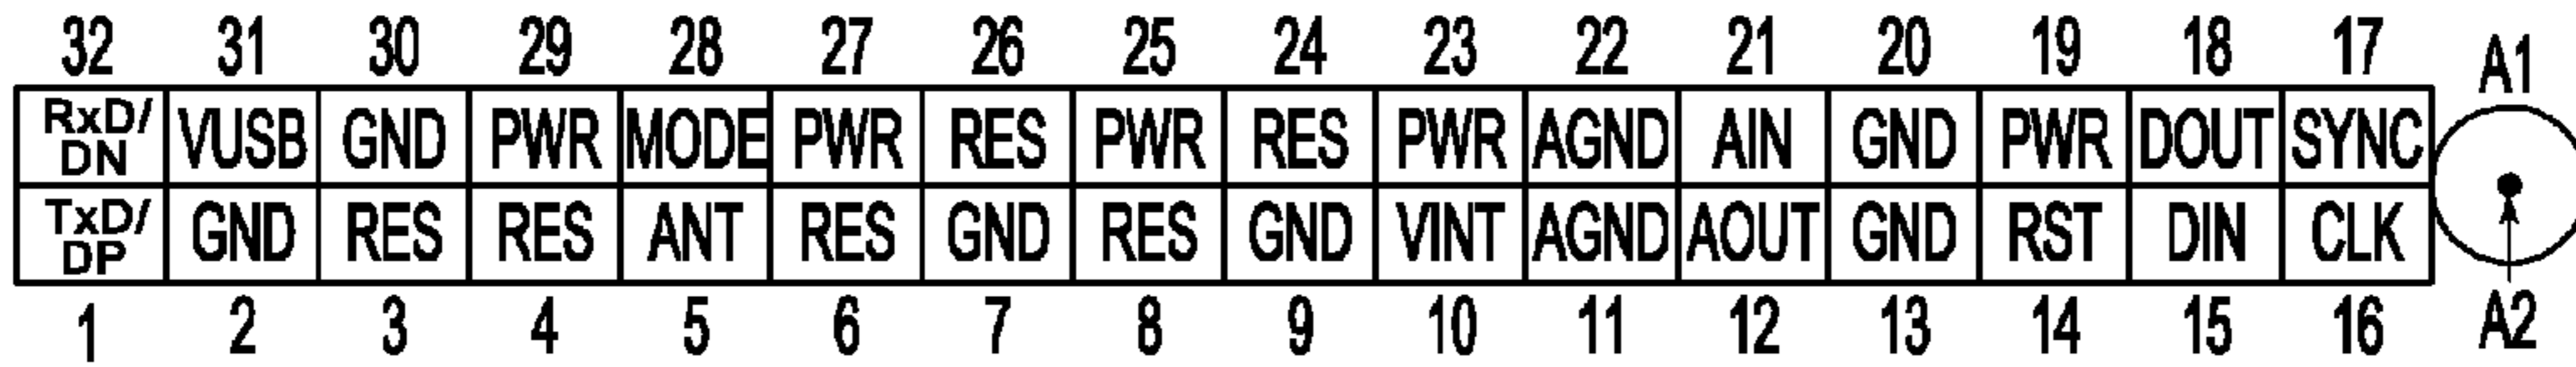 32 31 30 29 28 27 26 25 24 23 22 21 20 19 18 17 A1
RxD/DN VUSB GND PWR MODE PWR RES PWR RES PWR AGND AIN GND PWR DOUT SYNC
TxD/DP GND RES RES ANT RES GND RES GND VINT AGND AOUT GND RST DIN CLK
1 2 3 4 5 6 7 8 9 10 11 12 13 14 15 16 A2